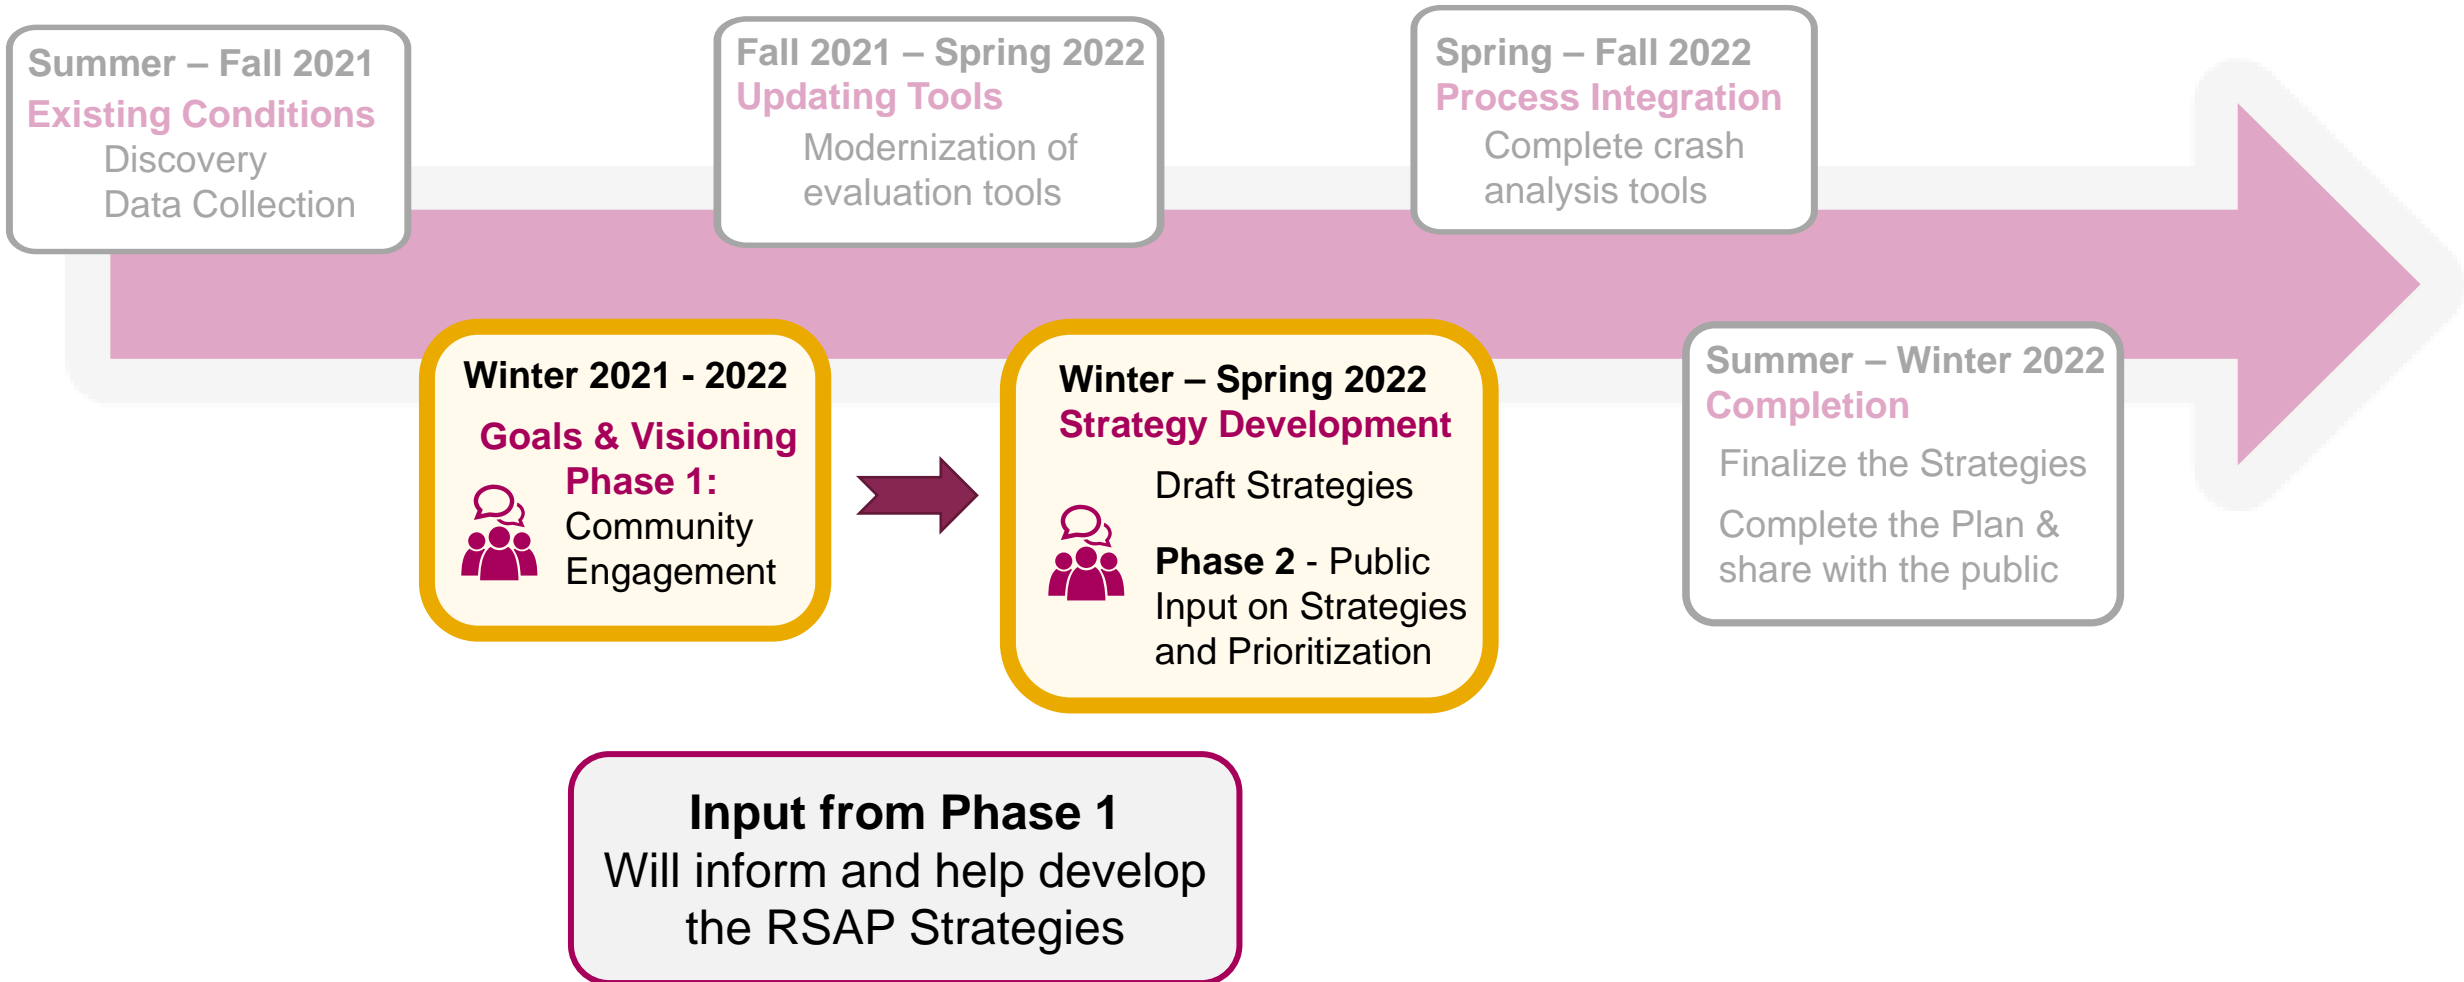 Summer – Fall 2021
Existing Conditions
Discovery
Data Collection
Fall 2021 – Spring 2022
Updating Tools
Modernization of
evaluation tools
Spring – Fall 2022
Process Integration
Complete crash
analysis tools
Winter 2021 - 2022
Goals & Visioning
Phase 1:
Community
Engagement
Winter – Spring 2022
Strategy Development
Draft Strategies
Phase 2 - Public
Input on Strategies
and Prioritization
Summer – Winter 2022
Completion
Finalize the Strategies
Complete the Plan &
share with the public
Input from Phase 1
Will inform and help develop
the RSAP Strategies